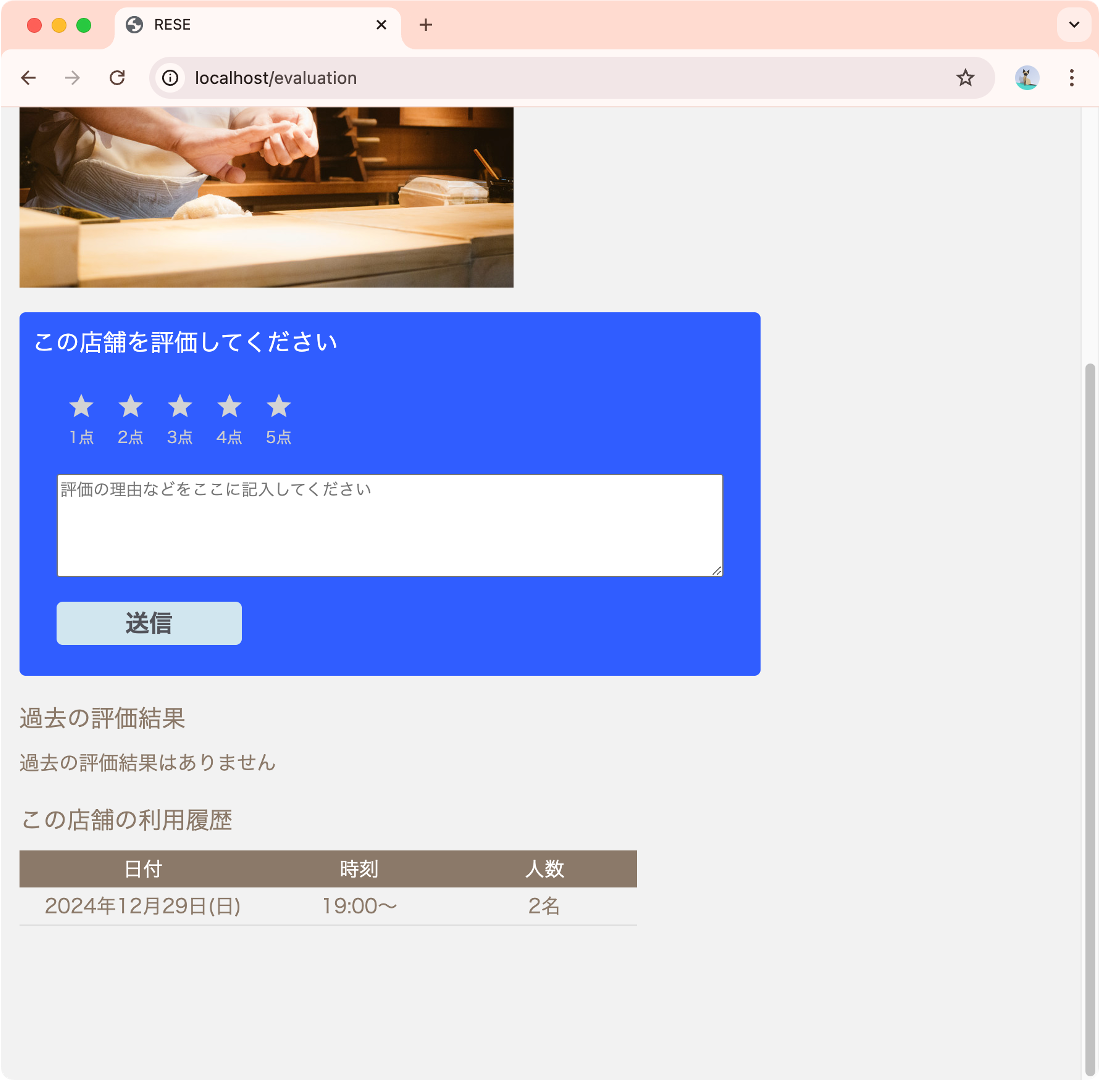 RESE
localhost/evaluation
この店舗を評価してください
1点 2点 3点 4点 5点
評価の理由などをここに記入してください
送信
過去の評価結果
過去の評価結果はありません
この店舗の利用履歴
日付 時刻 人数
2024年12月29日(日) 19:00〜 2名